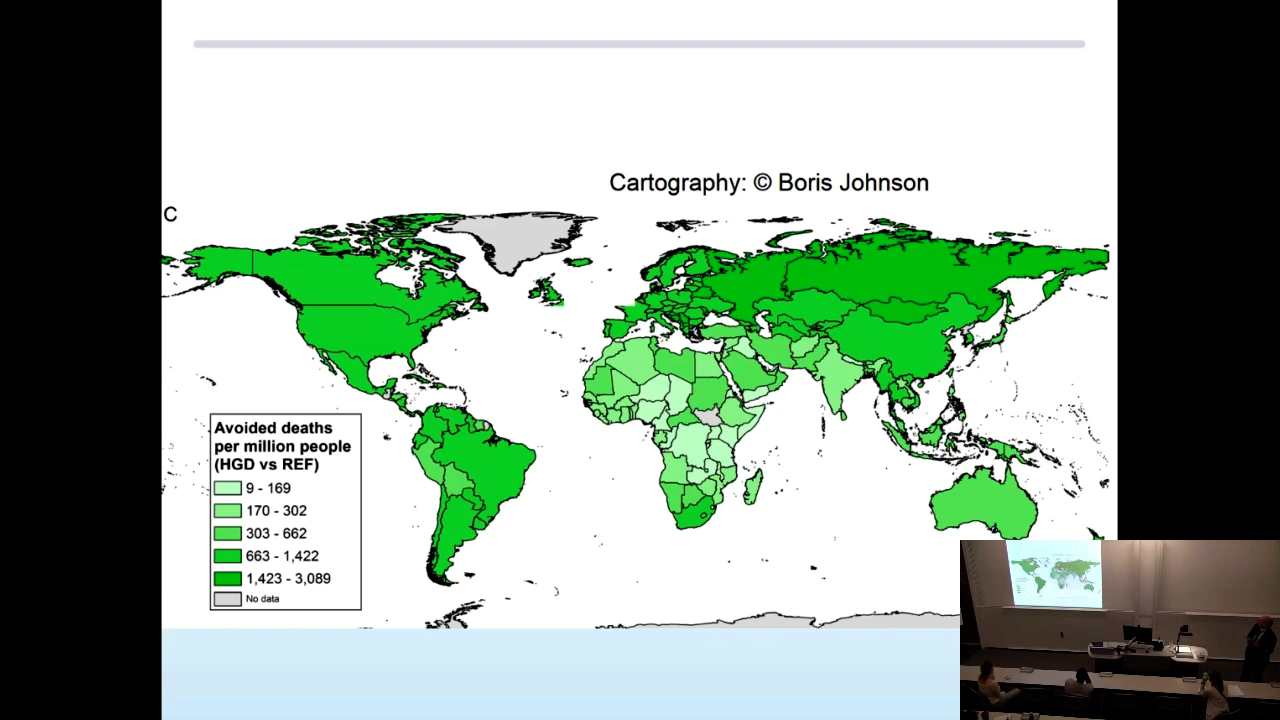 Cartography: © Boris Johnson
C
Avoided deaths
per million people
(HGD vs REF)
9 - 169
170 - 302
303 - 662
663 - 1,422
1,423 - 3,089
No data